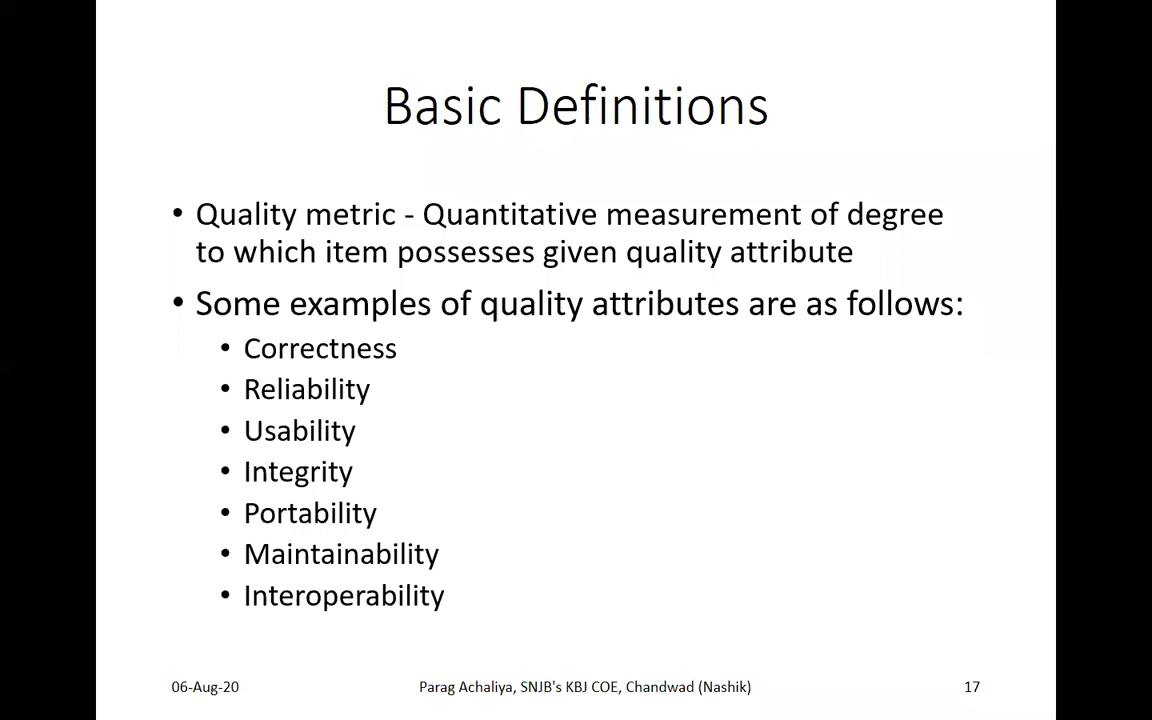 Basic Definitions
• Quality metric - Quantitative measurement of degree
to which item possesses given quality attribute
• Some examples of quality attributes are as follows:
• Correctness
• Reliability
• Usability
• Integrity
• Portability
• Maintainability
• Interoperability
06-Aug-20 Parag Achaliya, SNJB's KBJ COE, Chandwad (Nashik) 17